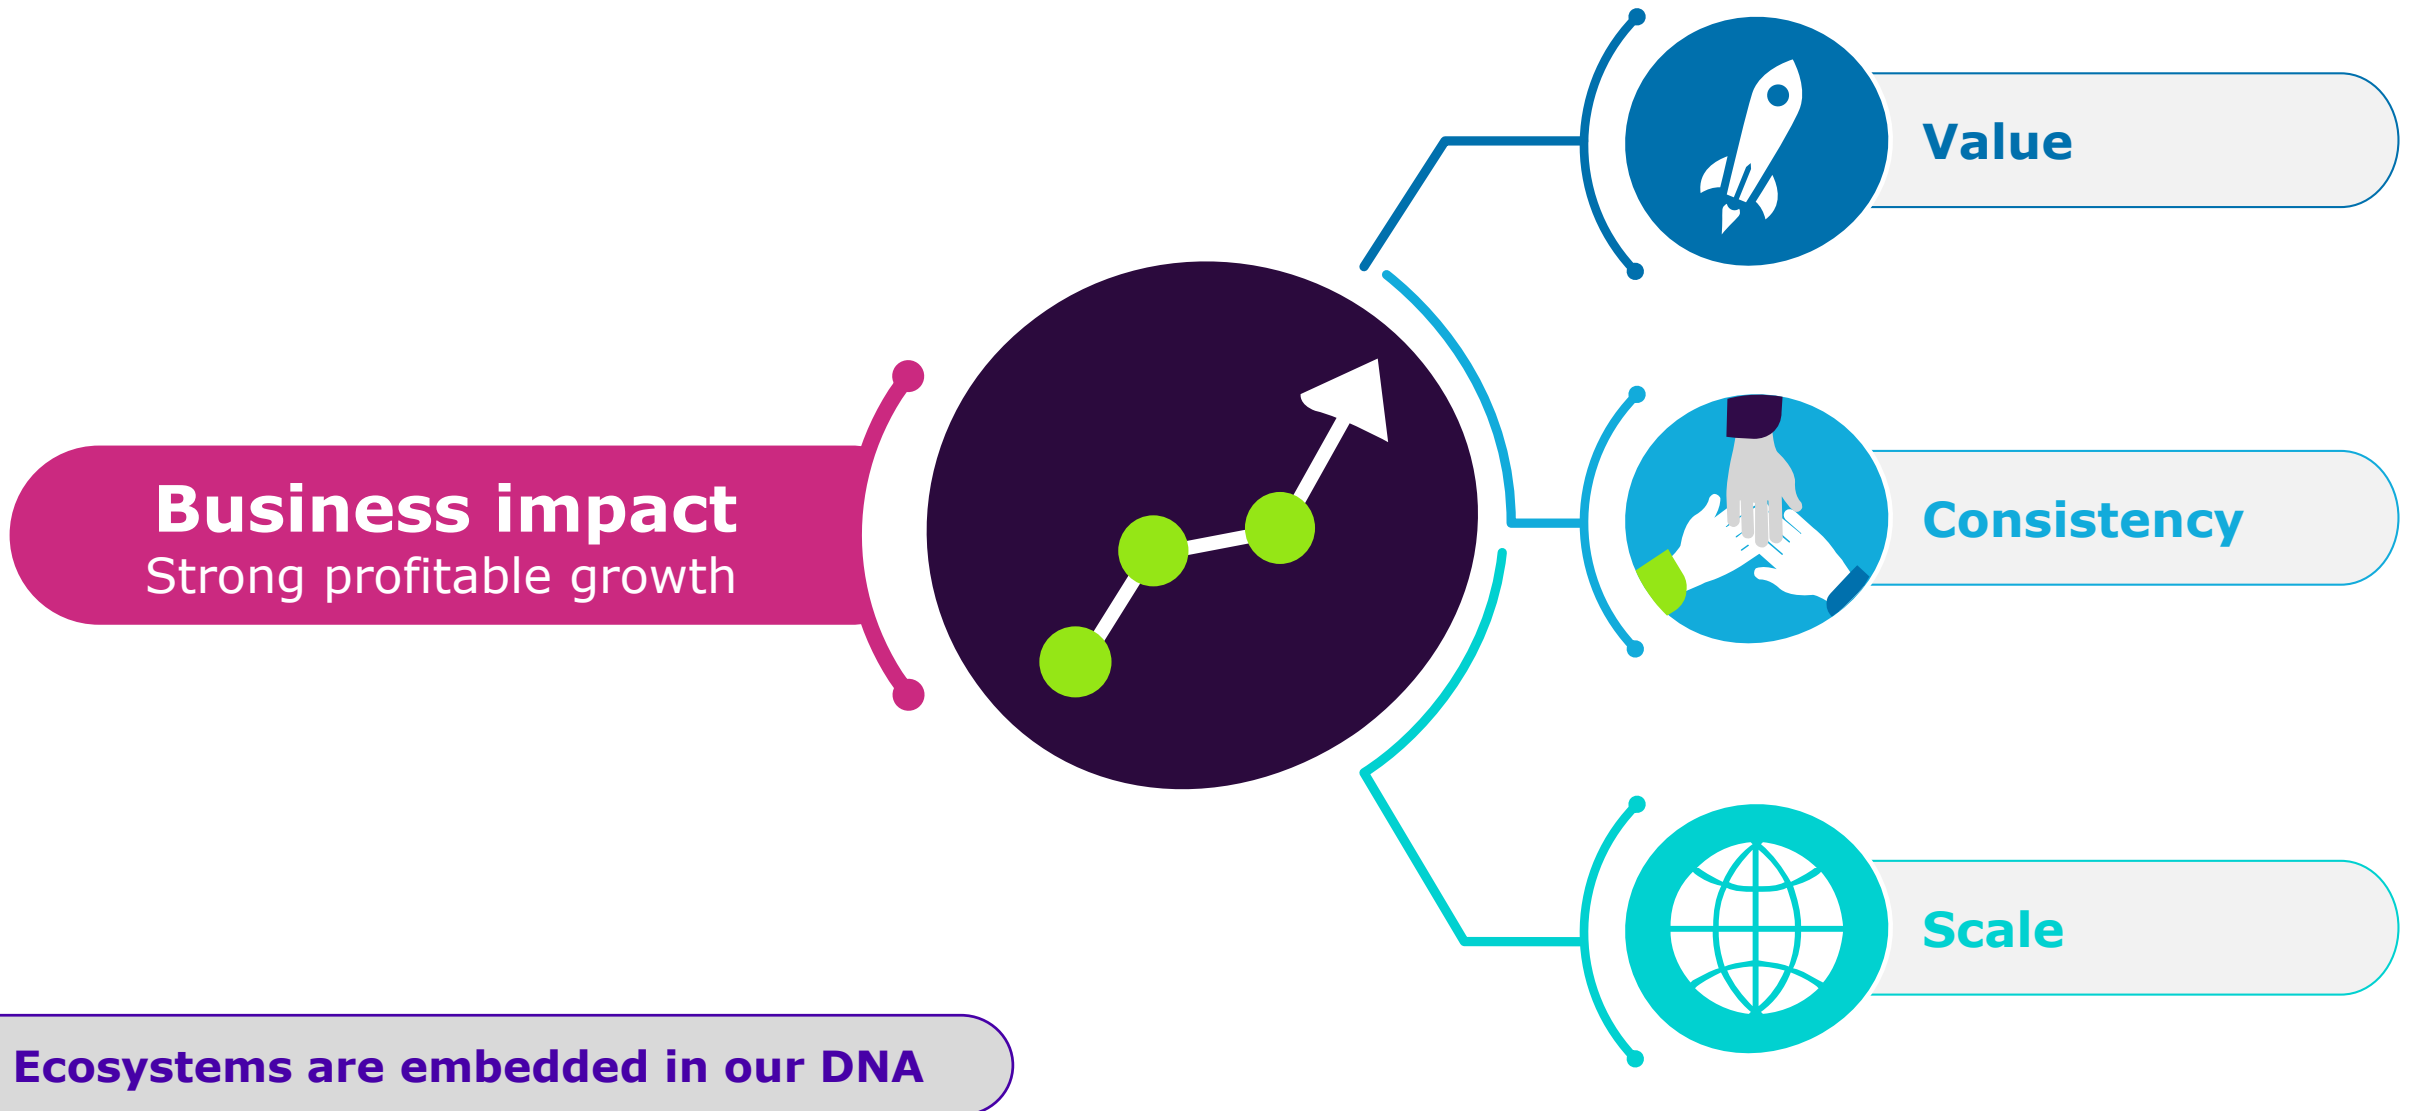 Business impact
Strong profitable growth
Value
Consistency
Scale
Ecosystems are embedded in our DNA